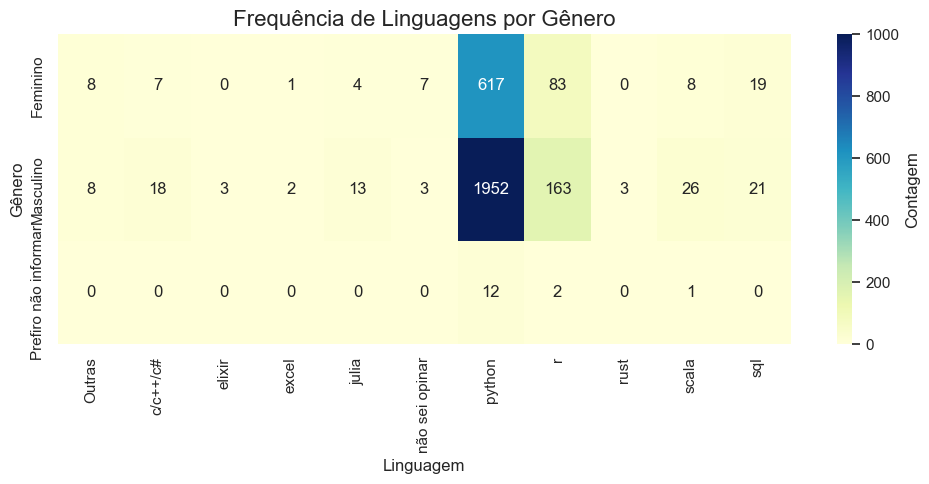 Frequência de Linguagens por Gênero
Gênero
Feminino
8 7 0 1 4 7 617 83 0 8 19
Masculino
8 18 3 2 13 3 1952 163 3 26 21
Prefiro não informar
0 0 0 0 0 0 12 2 0 1 0
Outras
c/c++/c#
elixir
excel
julia
não sei opinar
python
r
rust
scala
sql
Linguagem
1000
800
600
400
200
0
Contagem